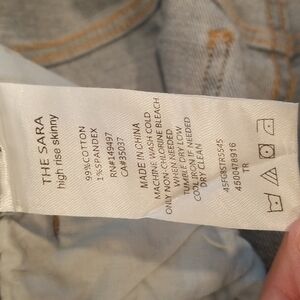 THE SARA
high rise skinny
99%COTTON
1%SPANDEX
RN#149497
CA#35037
MADE IN CHINA
MACHINE WASH COLD
ONLY NON-CHLORINE BLEACH
WHEN NEEDED
TUMBLE DRY LOW
COOL IRON IF NEEDED
DRY CLEAN
4500478916
TR